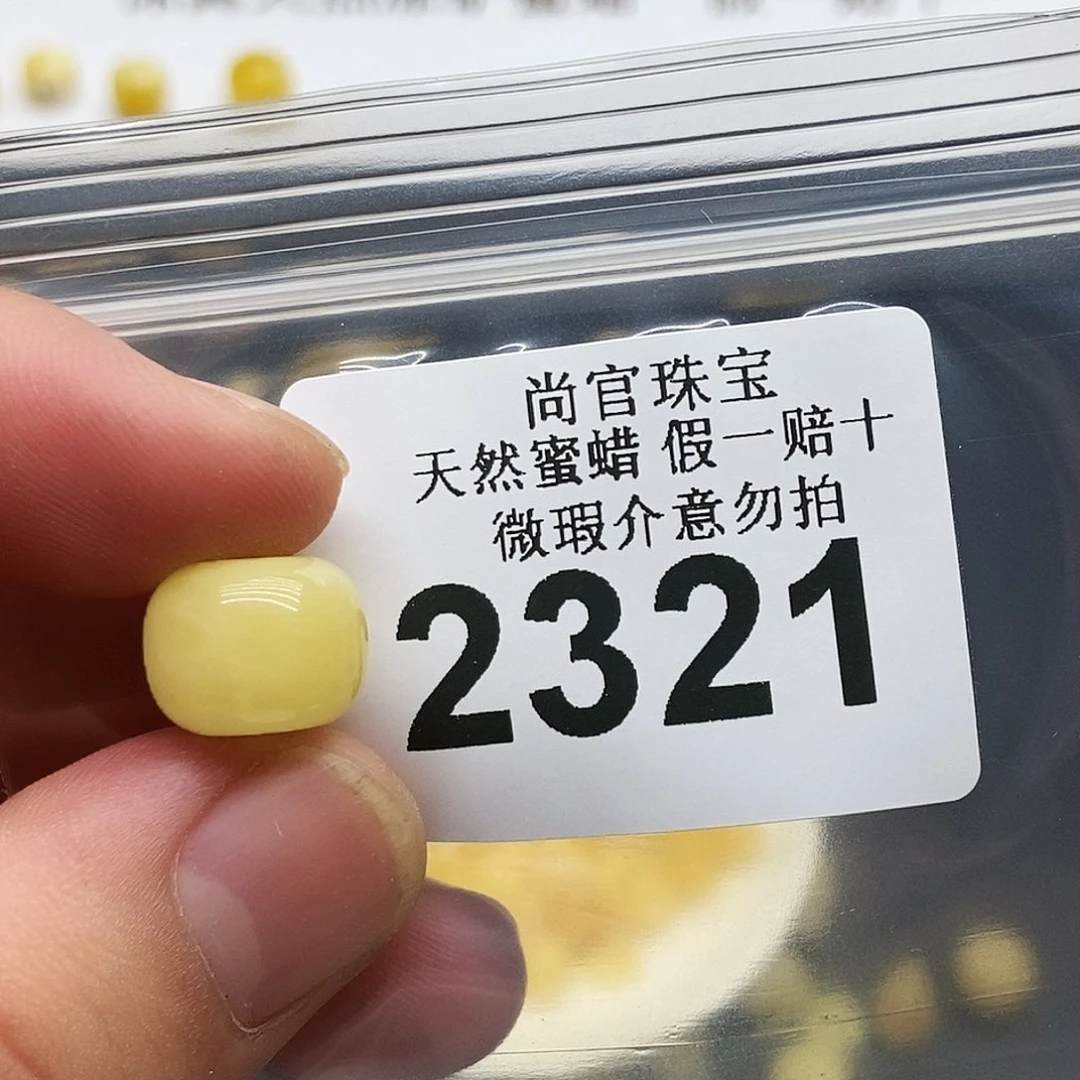 尚官珠宝
天然蜜蜡 假一赔十
微瑕介意勿拍
2321